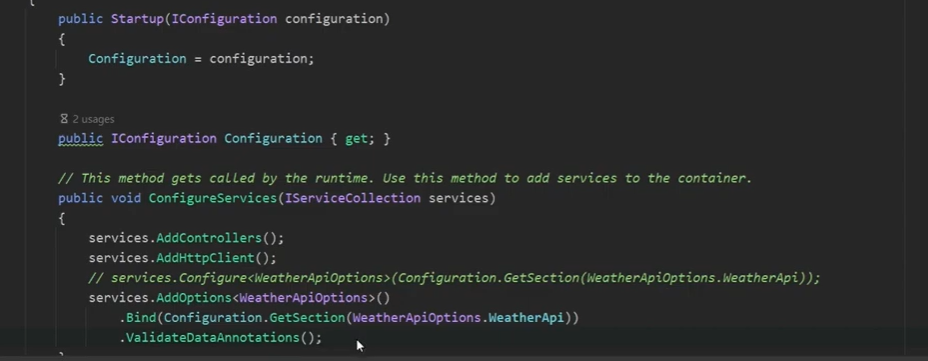 {
public Startup(IConfiguration configuration)
{
Configuration = configuration;
}
2 usages
public IConfiguration Configuration { get; }
// This method gets called by the runtime. Use this method to add services to the container.
public void ConfigureServices(IServiceCollection services)
{
services.AddControllers();
services.AddHttpClient();
// services.Configure<WeatherApiOptions>(Configuration.GetSection(WeatherApiOptions.WeatherApi));
services.AddOptions<WeatherApiOptions>()
.Bind(Configuration.GetSection(WeatherApiOptions.WeatherApi))
.ValidateDataAnnotations();
}